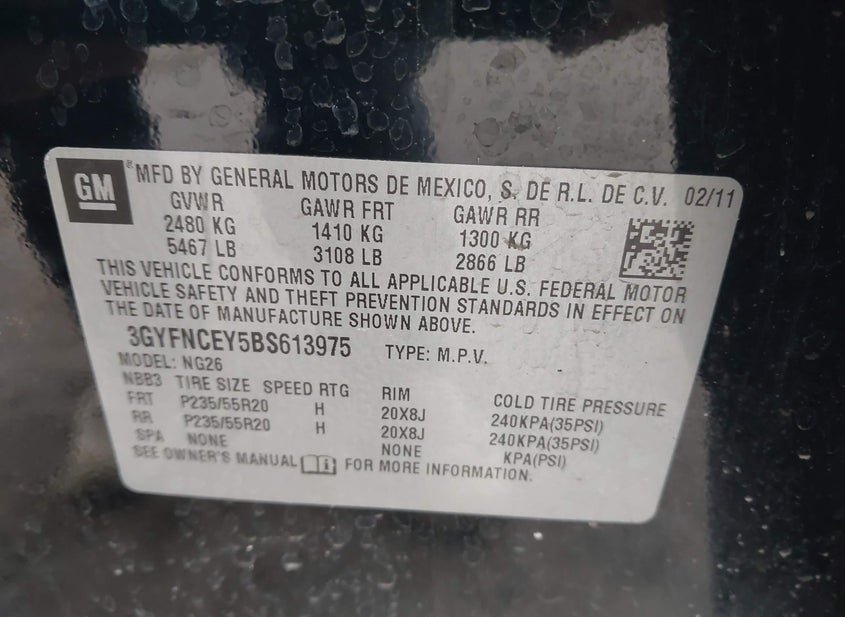 GM ® MFD BY GENERAL MOTORS DE MEXICO, S. DE R.L. DE C.V. 02/11
GVWR GAWR FRT GAWR RR
2480 KG 1410 KG 1300 KG
5467 LB 3108 LB 2866 LB
THIS VEHICLE CONFORMS TO ALL APPLICABLE U.S. FEDERAL MOTOR
VEHICLE SAFETY AND THEFT PREVENTION STANDARDS IN EFFECT ON
THE DATE OF MANUFACTURE SHOWN ABOVE.
3GYFNCEY5BS613975 TYPE: M.P.V.
MODEL: NG26
NBB3 TIRE SIZE SPEED RTG RIM COLD TIRE PRESSURE
FRT P235/55R20 H 20X8J 240KPA(35PSI)
RR P235/55R20 H 20X8J 240KPA(35PSI)
SPA NONE NONE KPA(PSI)
SEE OWNER'S MANUAL i FOR MORE INFORMATION.